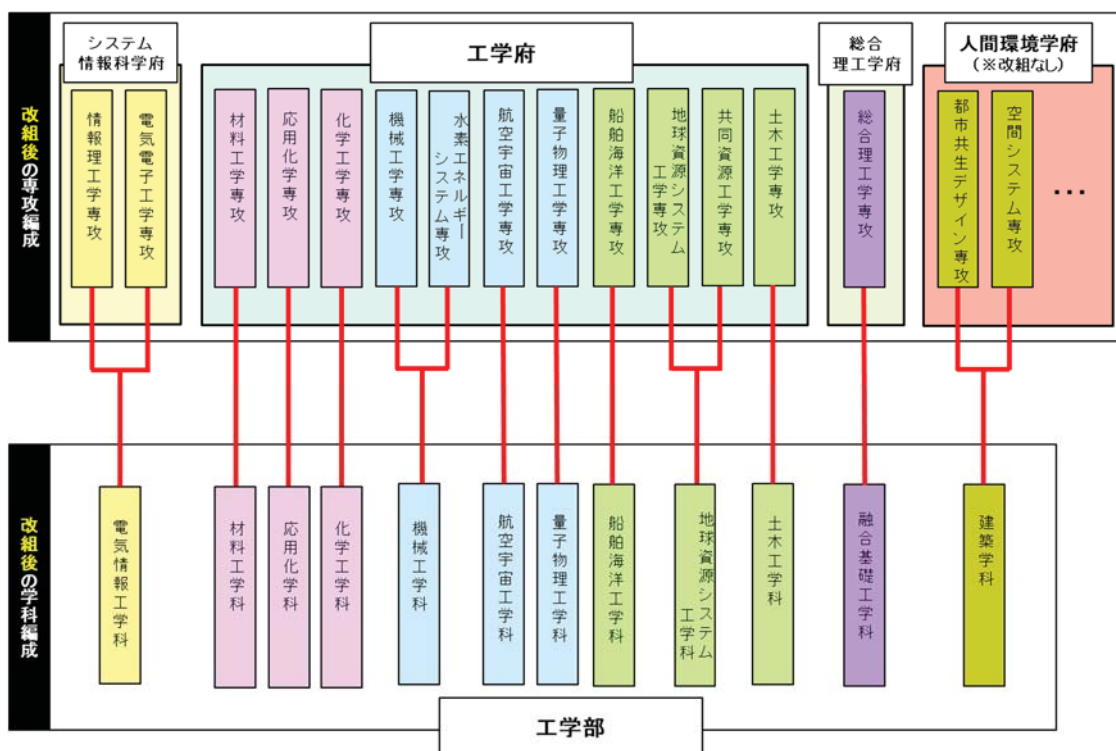 システム
情報科学府
工学府
総合
理工学府
人間環境学府
(※改組なし)
改組後の専攻編成
情報理工学専攻
電気電子工学専攻
材料工学専攻
応用化学専攻
化学工学専攻
機械工学専攻
水素エネルギー
システム専攻
航空宇宙工学専攻
量子物理工学専攻
船舶海洋工学専攻
地球資源システム
工学専攻
共同資源工学専攻
土木工学専攻
総合理工学専攻
都市共生デザイン専攻
空間システム専攻
・・・
改組後の学科編成
電気情報工学科
材料工学科
応用化学科
化学工学科
機械工学科
航空宇宙工学科
量子物理工学科
船舶海洋工学科
地球資源システム
工学科
土木工学科
融合基礎工学科
建築学科
工学部